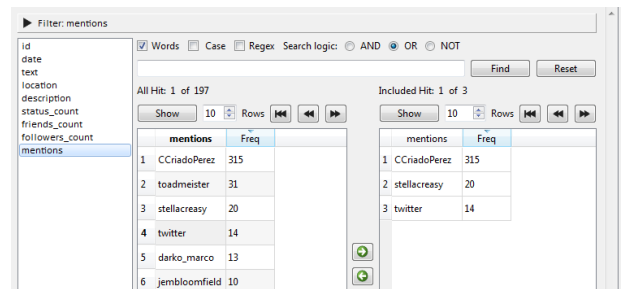 Filter: mentions
id
date
text
location
description
status_count
friends_count
followers_count
mentions
Words Case Regex Search logic: AND OR NOT
Find Reset
All Hit: 1 of 197
Show 10 Rows
mentions Freq
1 CCriadoPerez 315
2 toadmeister 31
3 stellacreasy 20
4 twitter 14
5 darko_marco 13
6 jembloomfield 10
Included Hit: 1 of 3
Show 10 Rows
mentions Freq
1 CCriadoPerez 315
2 stellacreasy 20
3 twitter 14